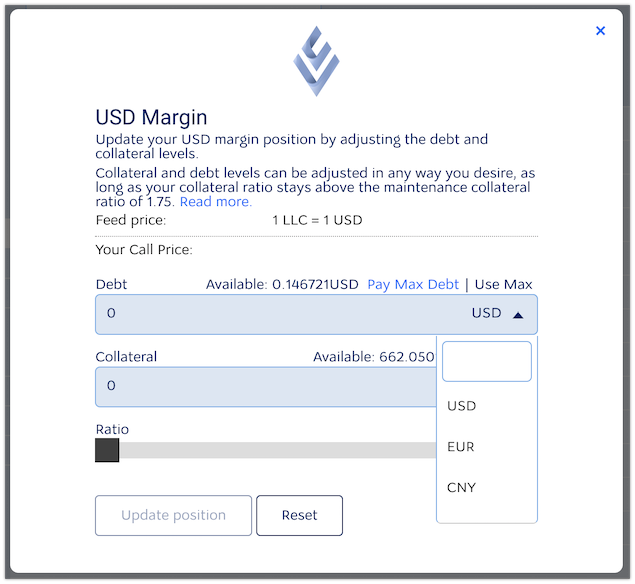 ×
USD Margin
Update your USD margin position by adjusting the debt and
collateral levels.
Collateral and debt levels can be adjusted in any way you desire, as
long as your collateral ratio stays above the maintenance collateral
ratio of 1.75. Read more.
Feed price: 1 LLC = 1 USD
Your Call Price:
Debt Available: 0.146721USD Pay Max Debt | Use Max
0 USD
Collateral Available: 662.050
0
USD
Ratio
EUR
CNY
Update position Reset